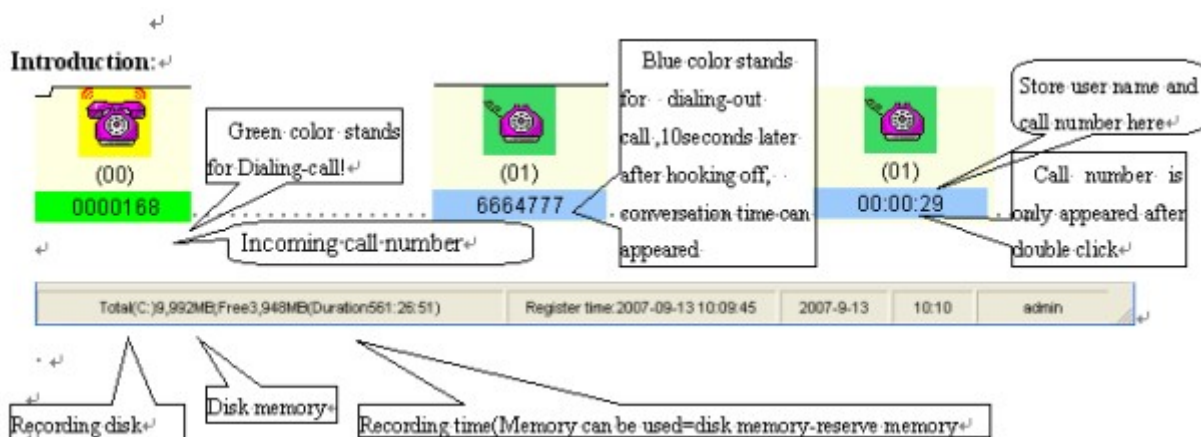 Introduction:
Green color stands
for Dialing-call!
Blue color stands
for dialing-out
call ,10seconds later
after hooking off,
conversation time can
appeared
Store user name and
call number here
(00)
(01)
(01)
0000168
6664777
00:00:29
Call number is
only appeared after
double click
Incoming call number
Total(C:)9,992MB(Free3,948MB(Duration561:26:51)
Register time:2007-09-13 10:09:45
2007-9-13
10:10
admin
Recording disk
Disk memory
Recording time(Memory can be used=disk memory-reserve memory